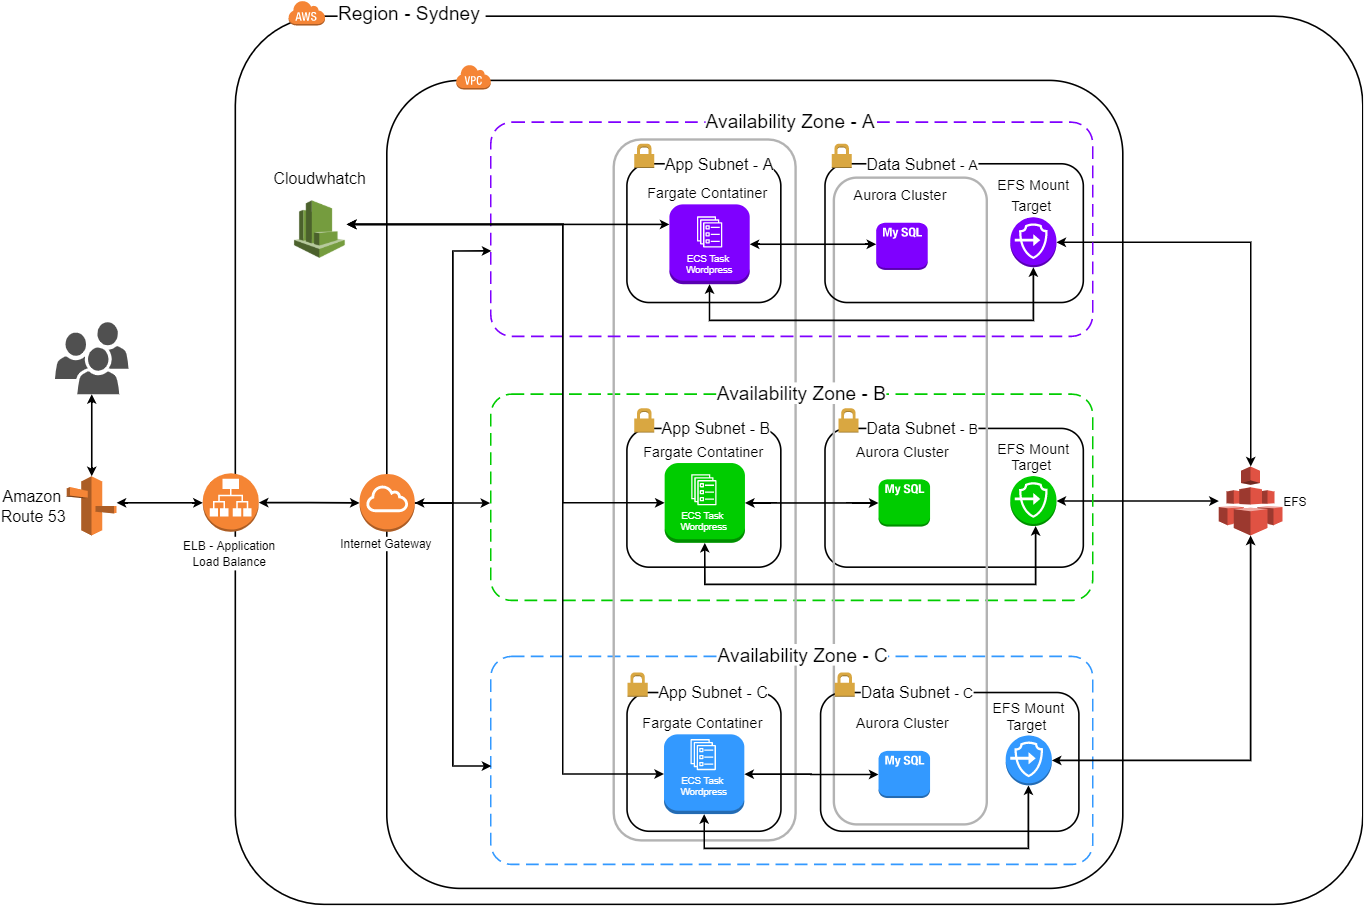 AWS
Region - Sydney
VPC
Availability Zone - A
Cloudwhatch
App Subnet - A
Data Subnet - A
Fargate Contatiner
Aurora Cluster
EFS Mount
Target
My SQL
ECS Task
Wordpress
Availability Zone - B
App Subnet - B
Data Subnet - B
Fargate Contatiner
Aurora Cluster
EFS Mount
Target
My SQL
ECS Task
Wordpress
Amazon
Route 53
EFS
ELB - Application
Load Balance
Internet Gateway
Availability Zone - C
App Subnet - C
Data Subnet - C
Fargate Contatiner
Aurora Cluster
EFS Mount
Target
My SQL
ECS Task
Wordpress